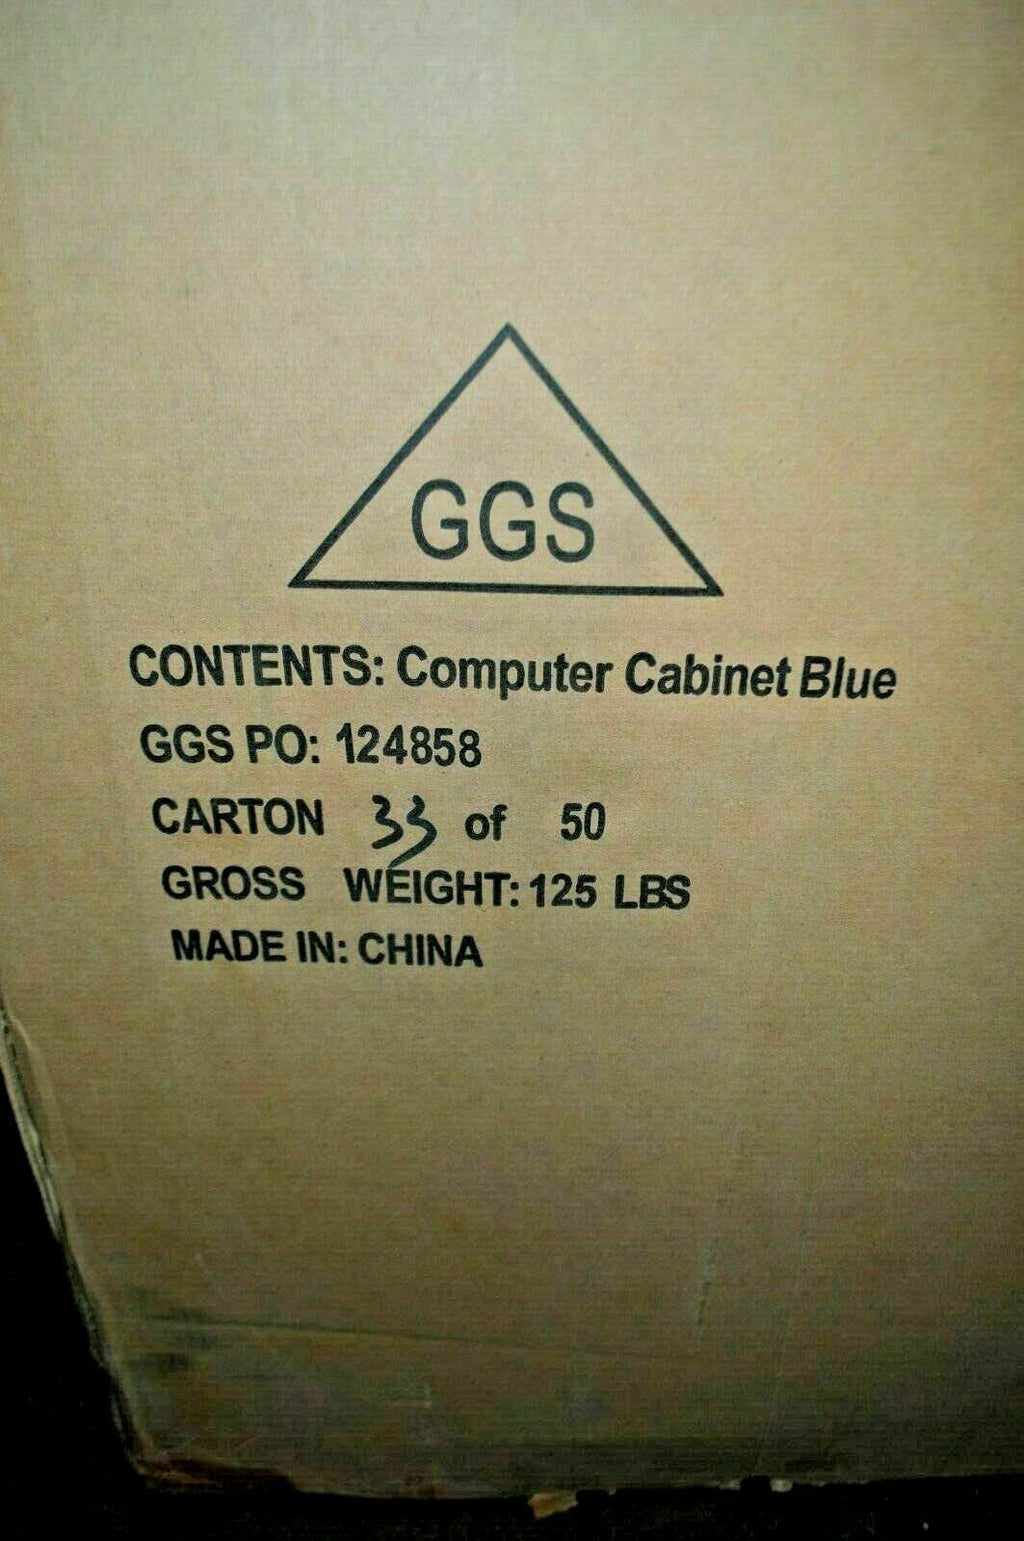 GGS
CONTENTS: Computer Cabinet Blue
GGS PO: 124858
CARTON 33 of 50
GROSS WEIGHT: 125 LBS
MADE IN: CHINA